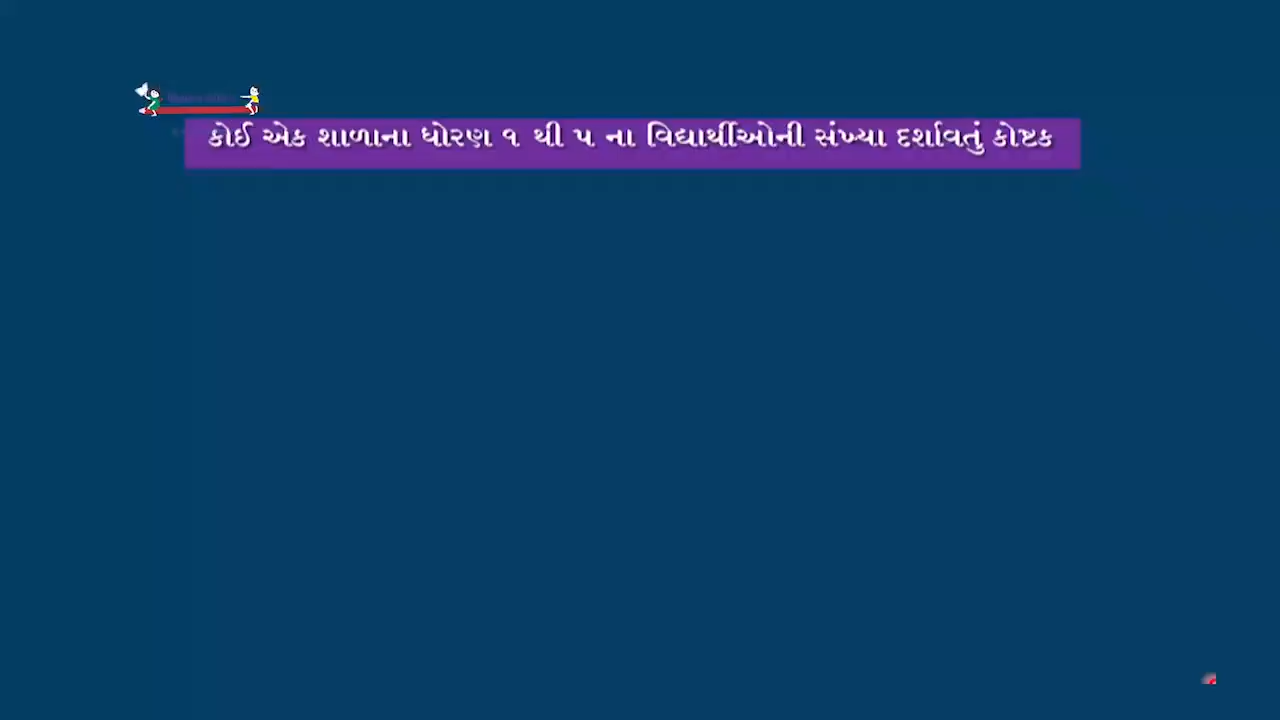 કોઈ એક શાળાના ધોરણ ૧ થી ૫ ના વિદ્યાર્થીઓની સંખ્યા દર્શાવતું કોષ્ટક